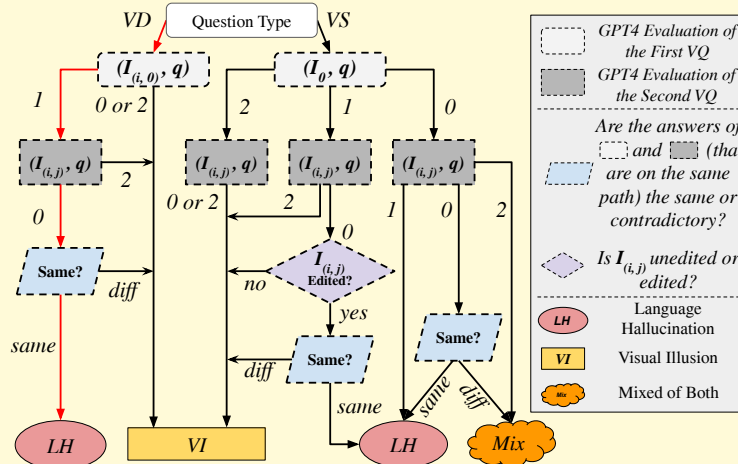 VD
Question Type
VS
(I(i, 0), q)
(I0, q)
1
0 or 2
2
1
0
(I(i, j), q)
2
(I(i, j), q)
(I(i, j), q)
(I(i, j), q)
0
0 or 2
2
0
1
0
2
Same?
diff
I(i, j)
Edited?
no
yes
same
Same?
diff
Same?
same
same
diff
LH
VI
LH
Mix
GPT4 Evaluation of
the First VQ
GPT4 Evaluation of
the Second VQ
Are the answers of
and (that
are on the same
path) the same or
contradictory?
Is I(i, j) unedited or
edited?
LH
Language
Hallucination
VI
Visual Illusion
Mix
Mixed of Both